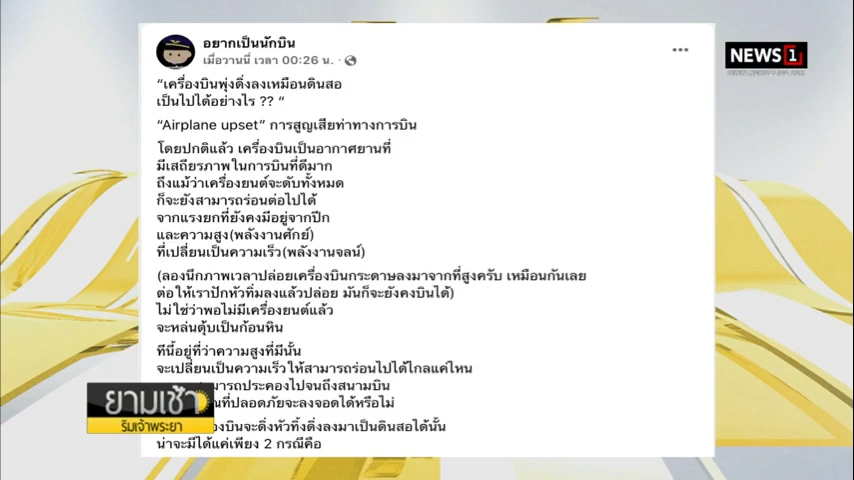 อยากเป็นนักบิน
เมื่อวานนี้ เวลา 00:26 น. ·
NEWS 1
“เครื่องบินพุ่งดิ่งลงเหมือนดินสอ
เป็นไปได้อย่างไร ?? “
“Airplane upset” การสูญเสียท่าทางการบิน
โดยปกติแล้ว เครื่องบินเป็นอากาศยานที่
มีเสถียรภาพในการบินที่ดีมาก
ถึงแม้ว่าเครื่องยนต์จะดับทั้งหมด
ก็จะยังสามารถร่อนต่อไปได้
จากแรงยกที่ยังคงมีอยู่จากปีก
และความสูง(พลังงานศักย์)
ที่เปลี่ยนเป็นความเร็ว(พลังงานจลน์)
(ลองนึกภาพเวลาปล่อยเครื่องบินกระดาษลงมาจากที่สูงครับ เหมือนกันเลย
ต่อให้เราปักหัวทิ่มลงแล้วปล่อย มันก็จะยังคงบินได้)
ไม่ใช่ว่าพอไม่มีเครื่องยนต์แล้ว
จะหล่นตุ้บเป็นก้อนหิน
ทีนี้อยู่ที่ว่าความสูงที่มีนั้น
จะเปลี่ยนเป็นความเร็วให้สามารถร่อนไปได้ไกลแค่ไหน
มารถประคองไปจนถึงสนามบิน
นที่ปลอดภัยจะลงจอดได้หรือไม่
องบินจะดิ่งหัวทิ้งดิ่งลงมาเป็นดินสอได้นั้น
น่าจะมีได้แค่เพียง 2 กรณีคือ
ยามเช้า
ริมเจ้าพระยา